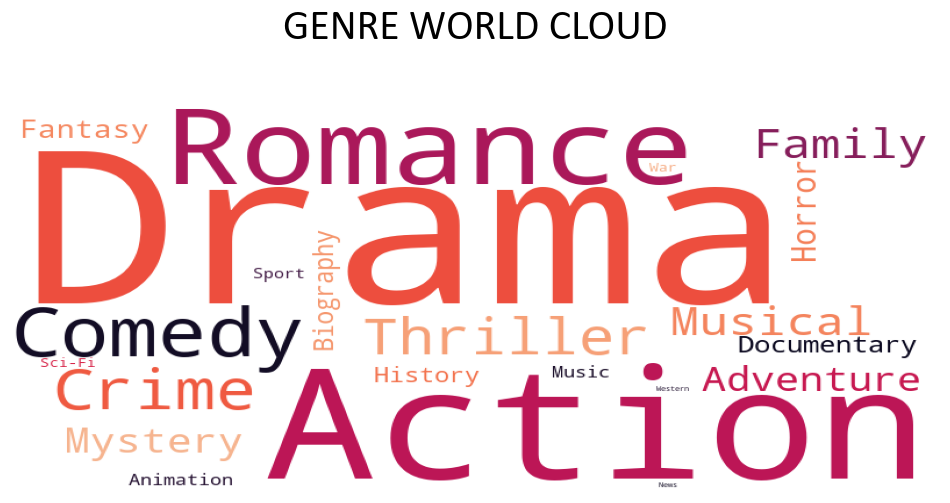 GENRE WORLD CLOUD
Fantasy
Romance
Family
War
Drama
Horror
Biography
Sport
Comedy
Thriller
Musical
Documentary
Sci-Fi
Crime
History
Music
Adventure
Western
Action
Mystery
Animation
News